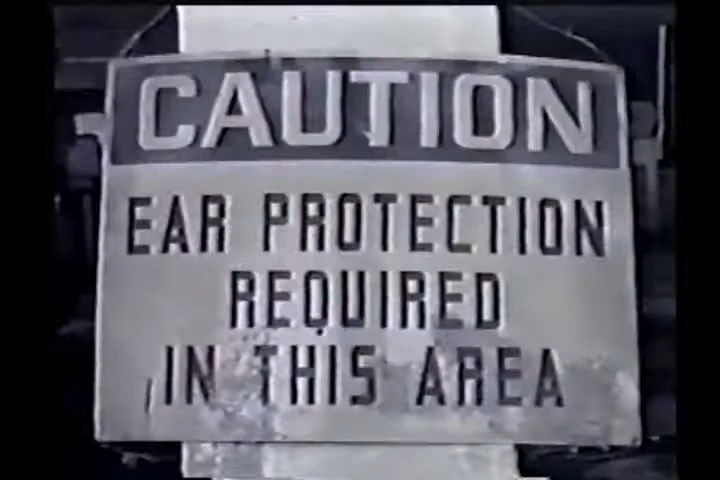 CAUTION
EAR PROTECTION
REQUIRED
IN THIS AREA